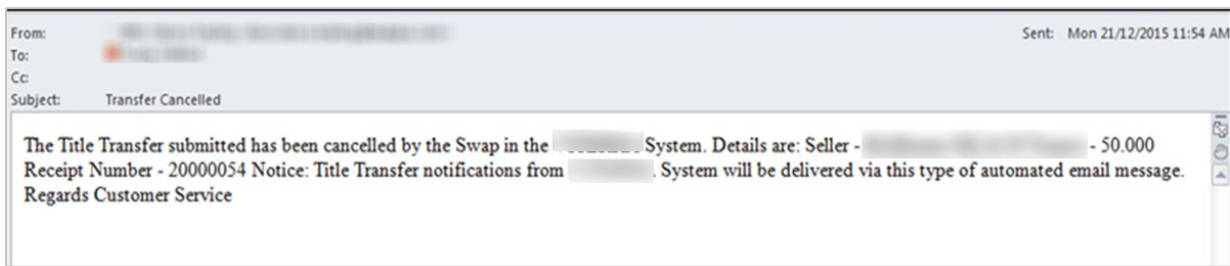 From:
Sent: Mon 21/12/2015 11:54 AM
To:
Cc:
Subject: Transfer Cancelled
The Title Transfer submitted has been cancelled by the Swap in the System. Details are: Seller - - 50.000
Receipt Number - 20000054 Notice: Title Transfer notifications from . System will be delivered via this type of automated email message.
Regards Customer Service